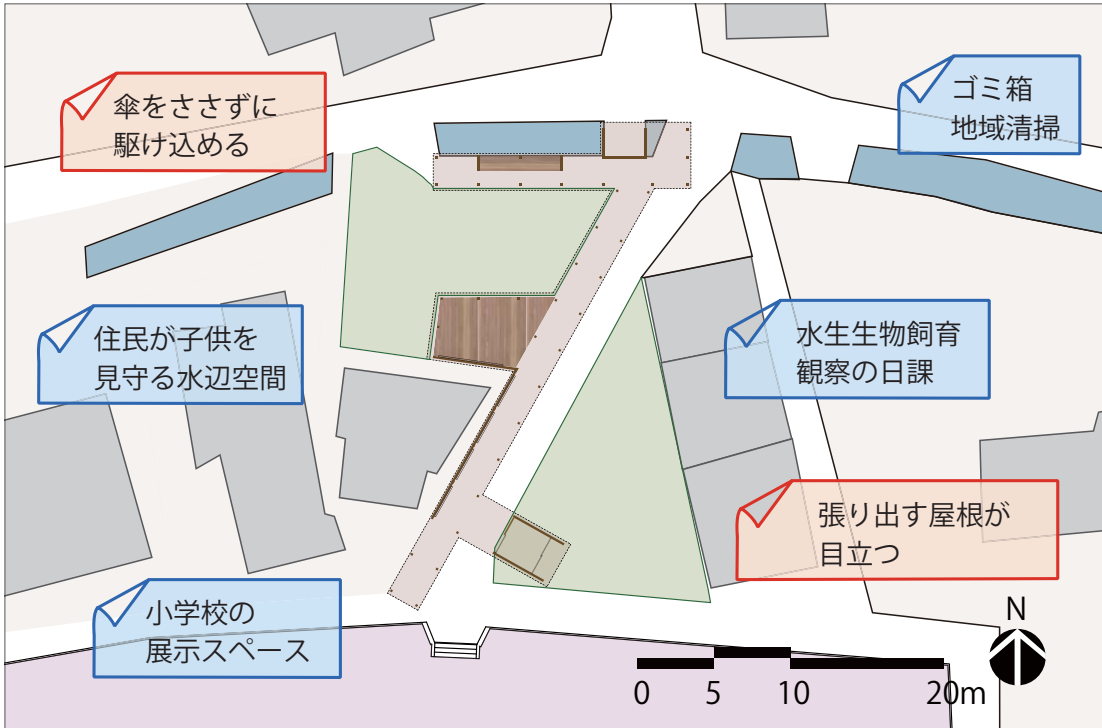 傘をささずに
駆け込める
ゴミ箱
地域清掃
住民が子供を
見守る水辺空間
水生生物飼育
観察の日課
張り出す屋根が
目立つ
小学校の
展示スペース
N
0 5 10 20m